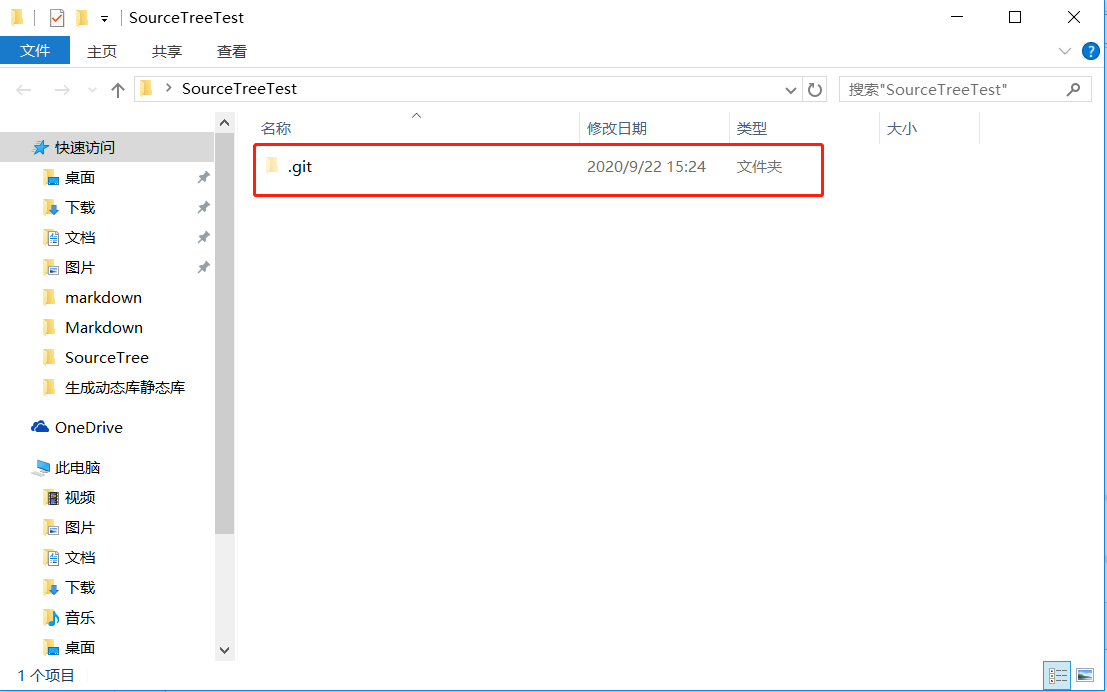 SourceTreeTest
文件 主页 共享 查看
SourceTreeTest 搜索"SourceTreeTest"
名称 修改日期 类型 大小
.git 2020/9/22 15:24 文件夹
快速访问
桌面
下载
文档
图片
markdown
Markdown
SourceTree
生成动态库静态库
OneDrive
此电脑
视频
图片
文档
下载
音乐
桌面
1 个项目